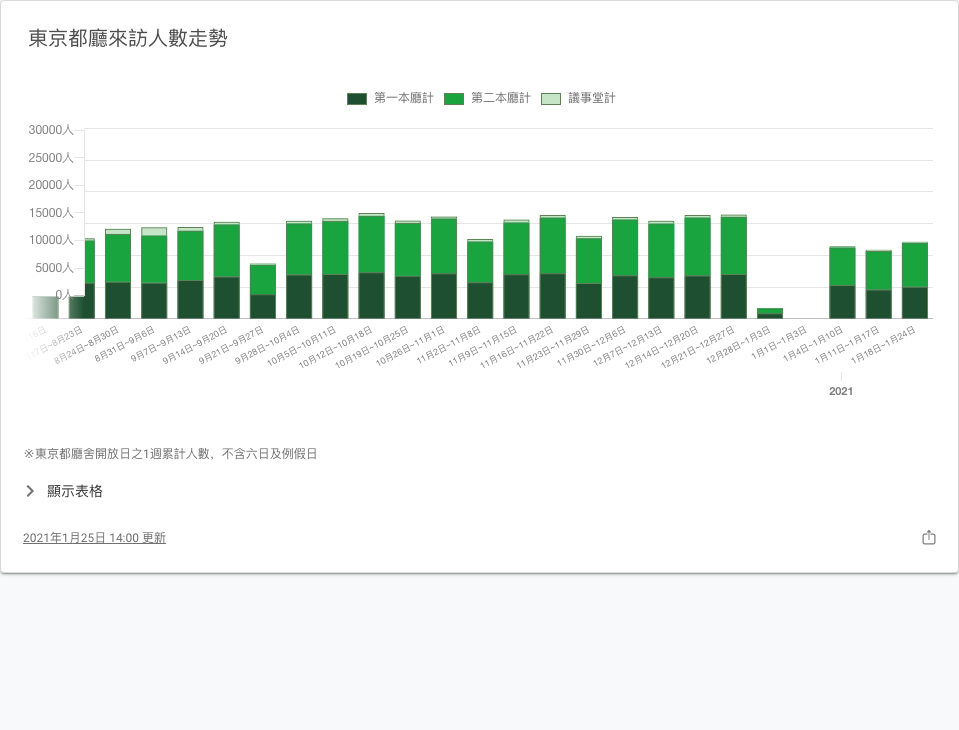 東京都廳來訪人數走勢
第一本廳計 第二本廳計 議事堂計
30000人
25000人
20000人
15000人
10000人
5000人
0人
8月24日~8月30日
8月31日~9月6日
9月7日~9月13日
9月14日~9月20日
9月21日~9月27日
9月28日~10月4日
10月5日~10月11日
10月12日~10月18日
10月19日~10月25日
10月26日~11月1日
11月2日~11月8日
11月9日~11月15日
11月16日~11月22日
11月23日~11月29日
11月30日~12月6日
12月7日~12月13日
12月14日~12月20日
12月21日~12月27日
12月28日~1月3日
1月1日~1月3日
1月4日~1月10日
1月11日~1月17日
1月18日~1月24日
2021
※東京都廳舍開放日之1週累計人數，不含六日及例假日
顯示表格
2021年1月25日 14:00 更新